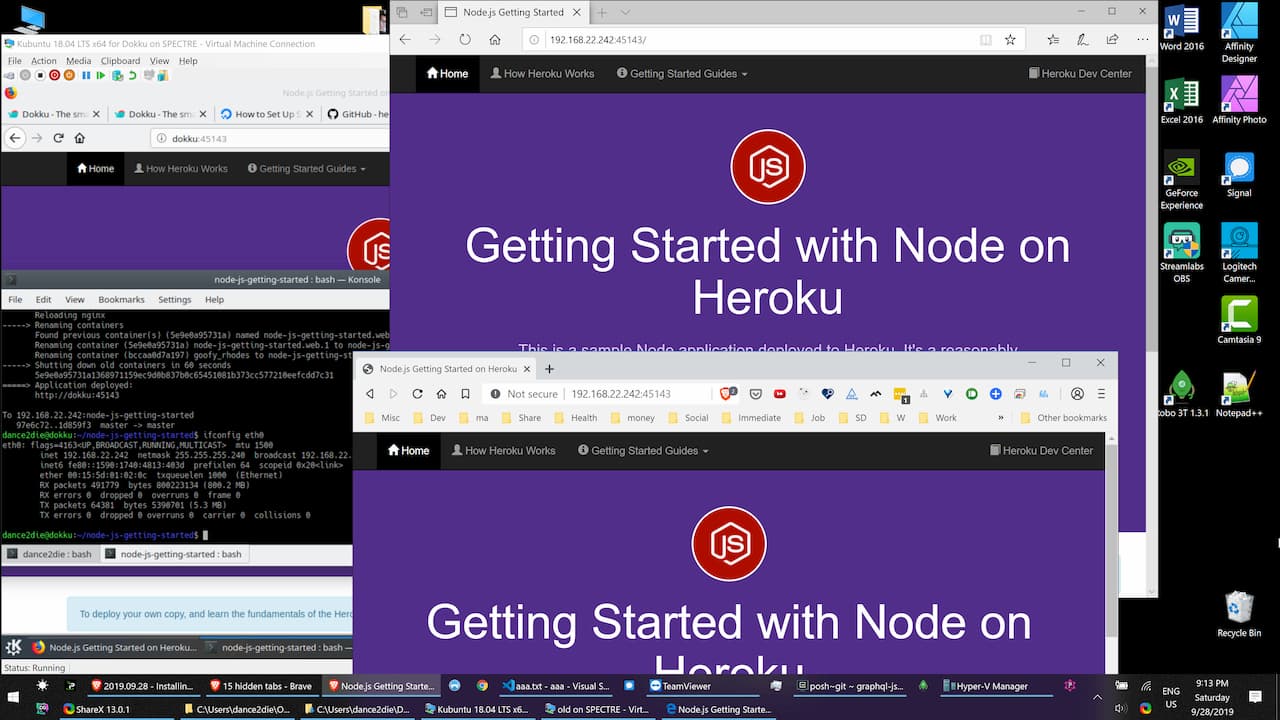 Kubuntu 18.04 LTS x64 for Dokku on SPECTRE - Virtual Machine Connection
File Action Media Clipboard View Help
Node.js Getting Started on
Dokku - The sma
Dokku - The sma
How to Set Up S
GitHub - he
dokku:45143
Home How Heroku Works Getting Started Guides
JS
node-js-getting-started : bash — Konsole
File Edit View Bookmarks Settings Help
Reloading nginx
-----> Renaming containers
Found previous container(s) (5e9e0a95731a) named node-js-getting-started.web
Renaming container (5e9e0a95731a) node-js-getting-started.web.1 to node-js-g
Renaming container (bccaa0d7a197) goofy_rhodes to node-js-getting-st
-----> Shutting down old containers in 60 seconds
5e9e0a95731a1368971159ec9d0b837b0c65451081b373cc577210eefcdd7c31
=====> Application deployed:
http://dokku:45143
To 192.168.22.242:node-js-getting-started
97e6c72..1d859f3 master -> master
dance2die@dokku:~/node-js-getting-started$ ifconfig eth0
eth0: flags=4163<UP,BROADCAST,RUNNING,MULTICAST> mtu 1500
inet 192.168.22.242 netmask 255.255.255.240 broadcast 192.168.22.
inet6 fe80::1590:1740:4813:403d prefixlen 64 scopeid 0x20<link>
ether 00:15:5d:01:02:0c txqueuelen 1000 (Ethernet)
RX packets 491779 bytes 800223134 (800.2 MB)
RX errors 0 dropped 0 overruns 0 frame 0
TX packets 64381 bytes 5390701 (5.3 MB)
TX errors 0 dropped 0 overruns 0 carrier 0 collisions 0
dance2die@dokku:~/node-js-getting-started$
dance2die : bash
node-js-getting-started : bash
To deploy your own copy, and learn the fundamentals of the Hero
Node.js Getting Started on Heroku...
node-js-getting-started : bash —
Status: Running
Node.js Getting Started
192.168.22.242:45143/
Home How Heroku Works Getting Started Guides Heroku Dev Center
JS
Getting Started with Node on
Heroku
This is a sample Node application deployed to Heroku. It's a reasonably
Node.js Getting Started on Heroku
Not secure 192.168.22.242:45143
2
1
Misc Dev ma Share Health money Social Immediate Job SD W Work » Other bookmarks
Home How Heroku Works Getting Started Guides Heroku Dev Center
JS
Getting Started with Node on
Heroku
Word 2016
Affinity
Designer
Excel 2016
Affinity Photo
GeForce
Experience
Signal
Streamlabs
OBS
Logitech
Camer...
Camtasia 9
obo 3T 1.3.1
Notepad++
Recycle Bin
2019.09.28 - Installin...
15 hidden tabs - Brave
Node.js Getting Starte...
aaa.txt - aaa - Visual S...
TeamViewer
posh~git ~ graphql-js...
Hyper-V Manager
ShareX 13.0.1
C:\Users\dance2die\O...
C:\Users\dance2die\D...
Kubuntu 18.04 LTS x6...
old on SPECTRE - Virt...
Node.js Getting Starte...
ENG
US
9:13 PM
Saturday
9/28/2019